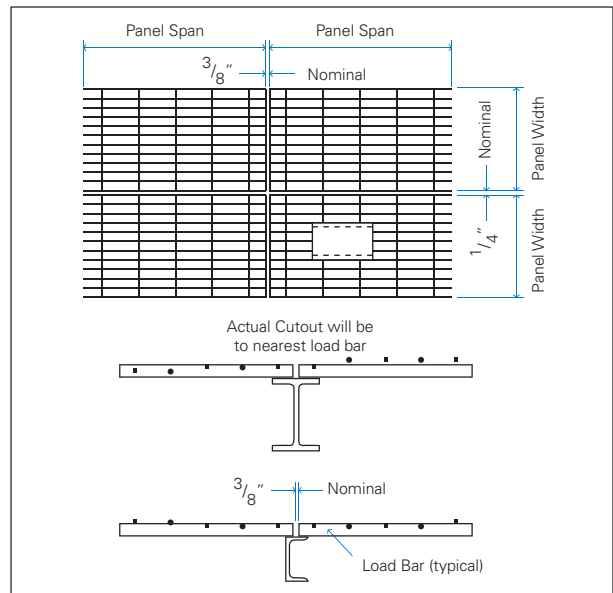 Panel Span Panel Span
3/8" Nominal
Nominal
Panel Width
1/4"
Panel Width
Actual Cutout will be
to nearest load bar
3/8" Nominal
Load Bar (typical)